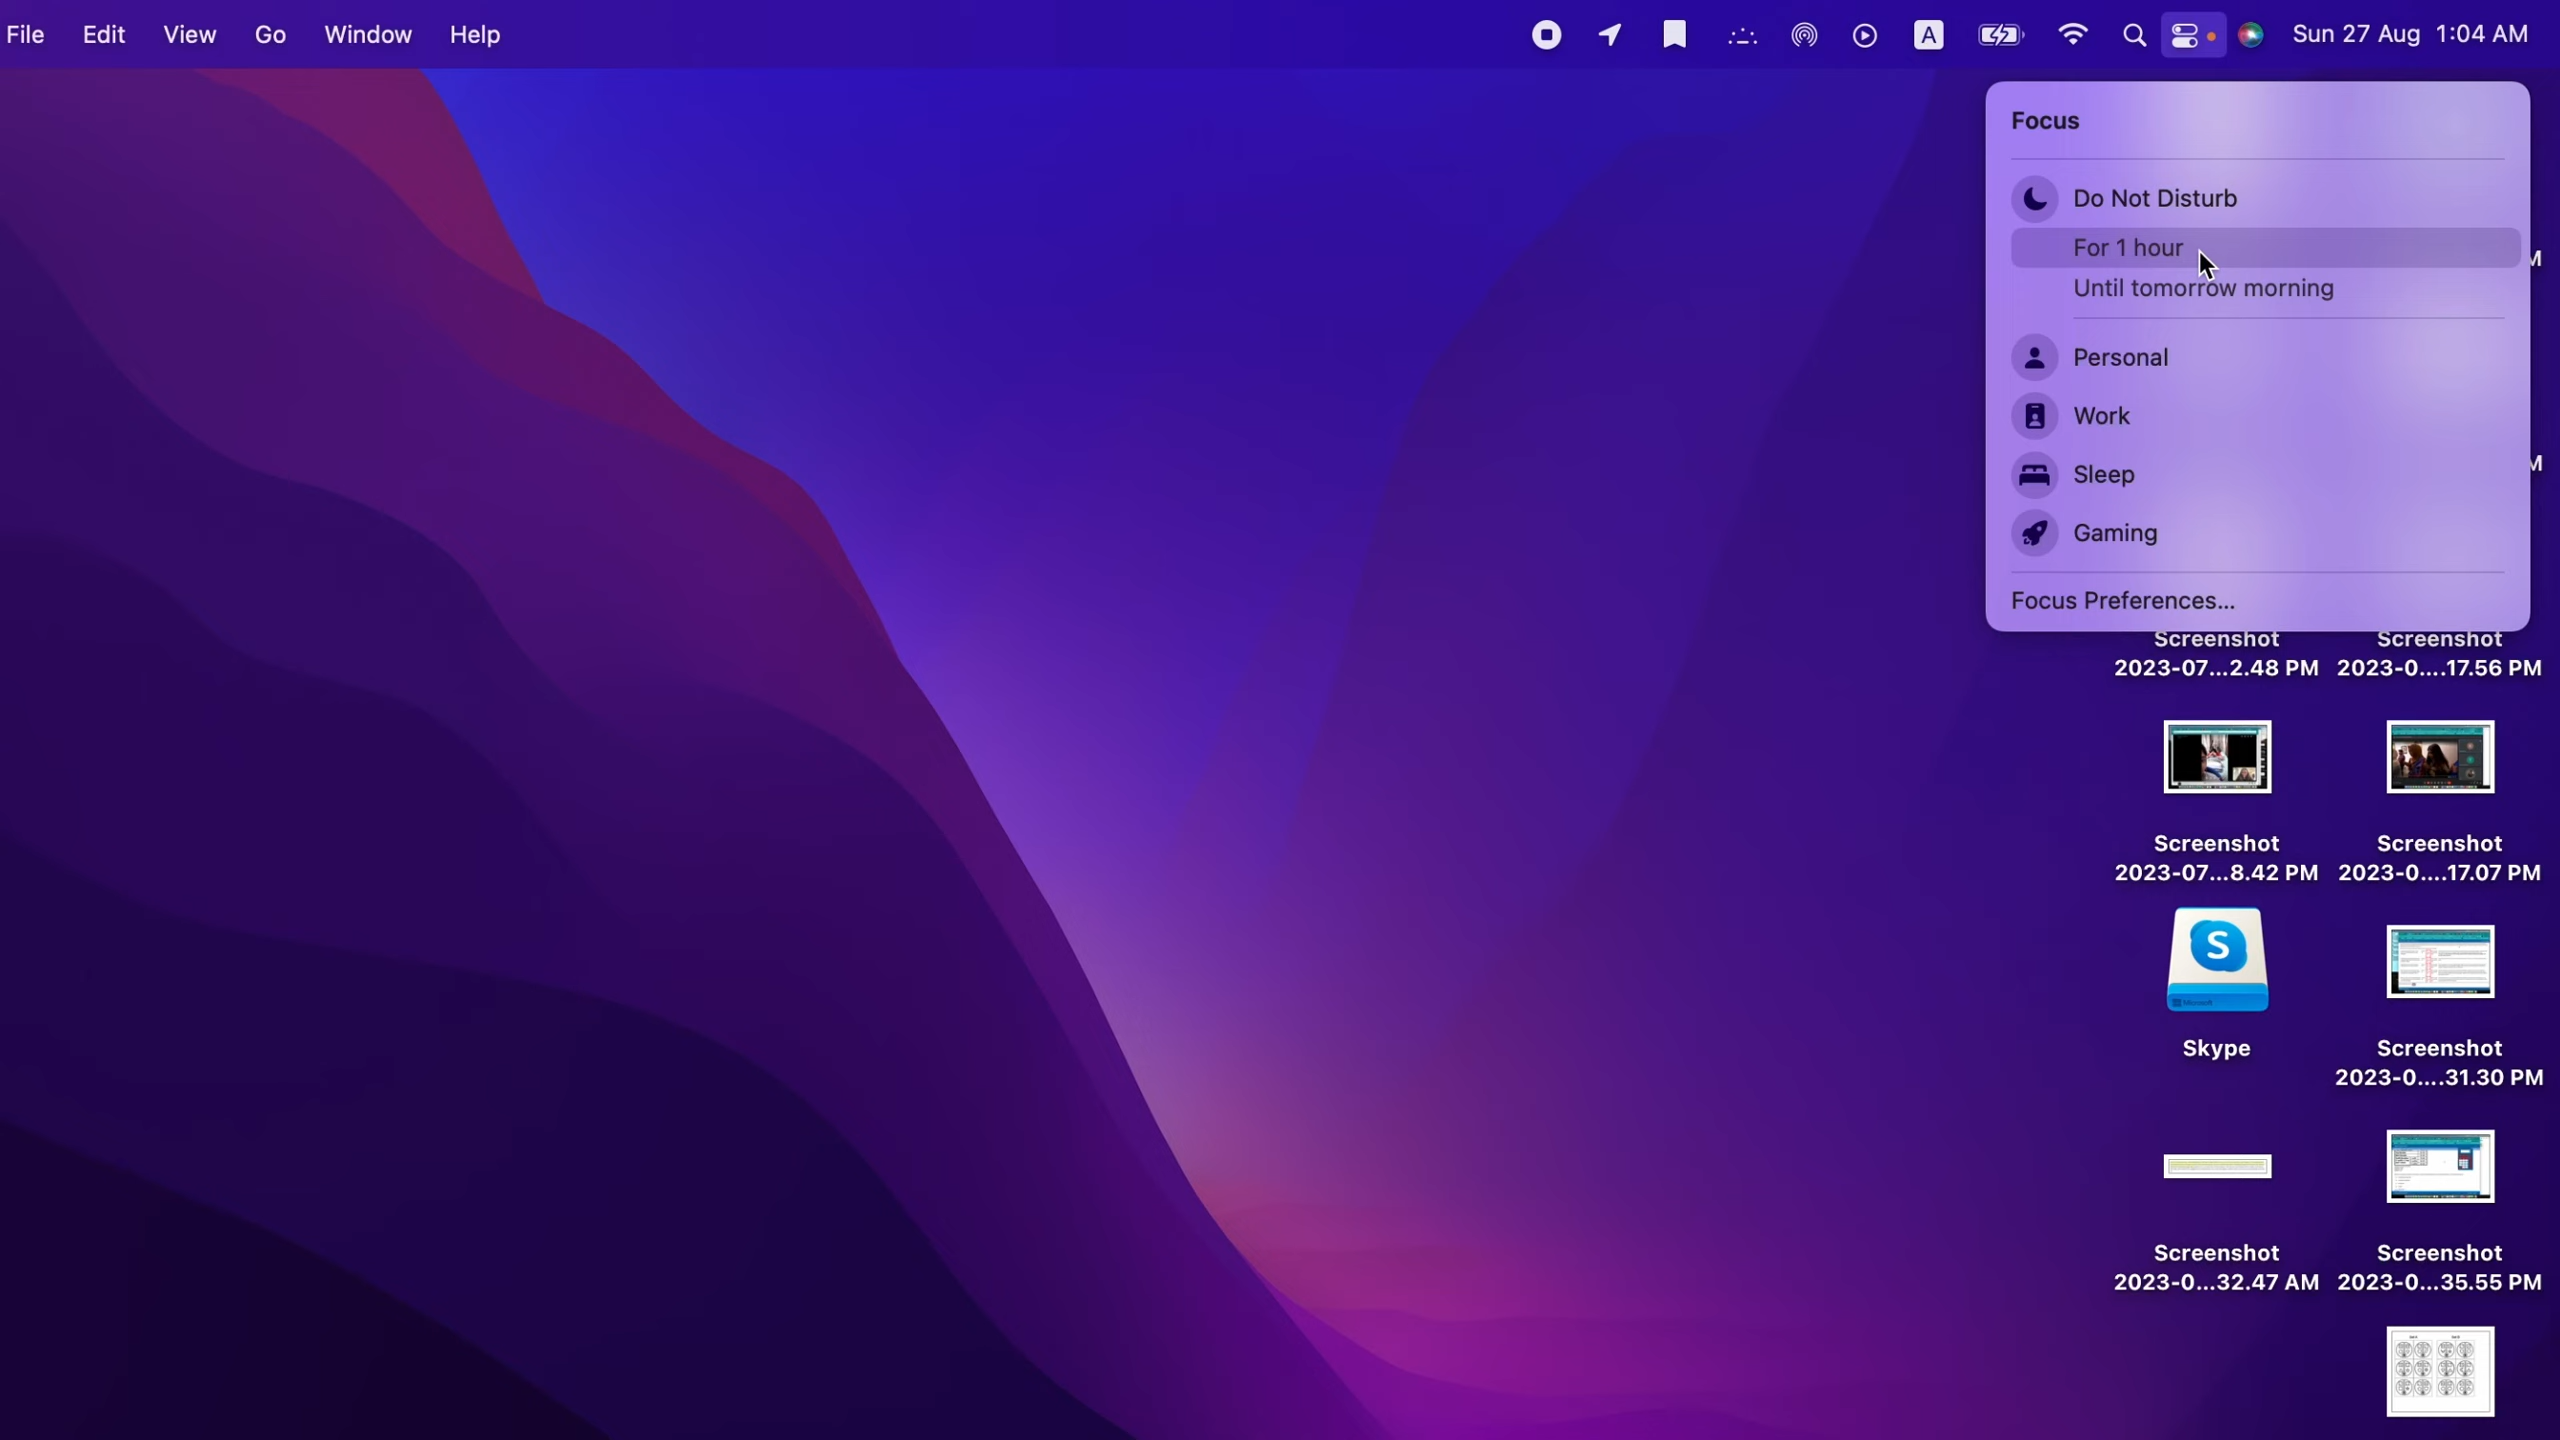 File Edit View Go Window Help
A
Sun 27 Aug 1:04 AM
Focus
Do Not Disturb
For 1 hour
Until tomorrow morning
Personal
Work
Sleep
Gaming
Focus Preferences...
M
M
Screenshot
2023-07...2.48 PM
Screenshot
2023-0....17.56 PM
Screenshot
2023-07...8.42 PM
Screenshot
2023-0....17.07 PM
S
Microsoft
Skype
Screenshot
2023-0....31.30 PM
Screenshot
2023-0...32.47 AM
Screenshot
2023-0...35.55 PM